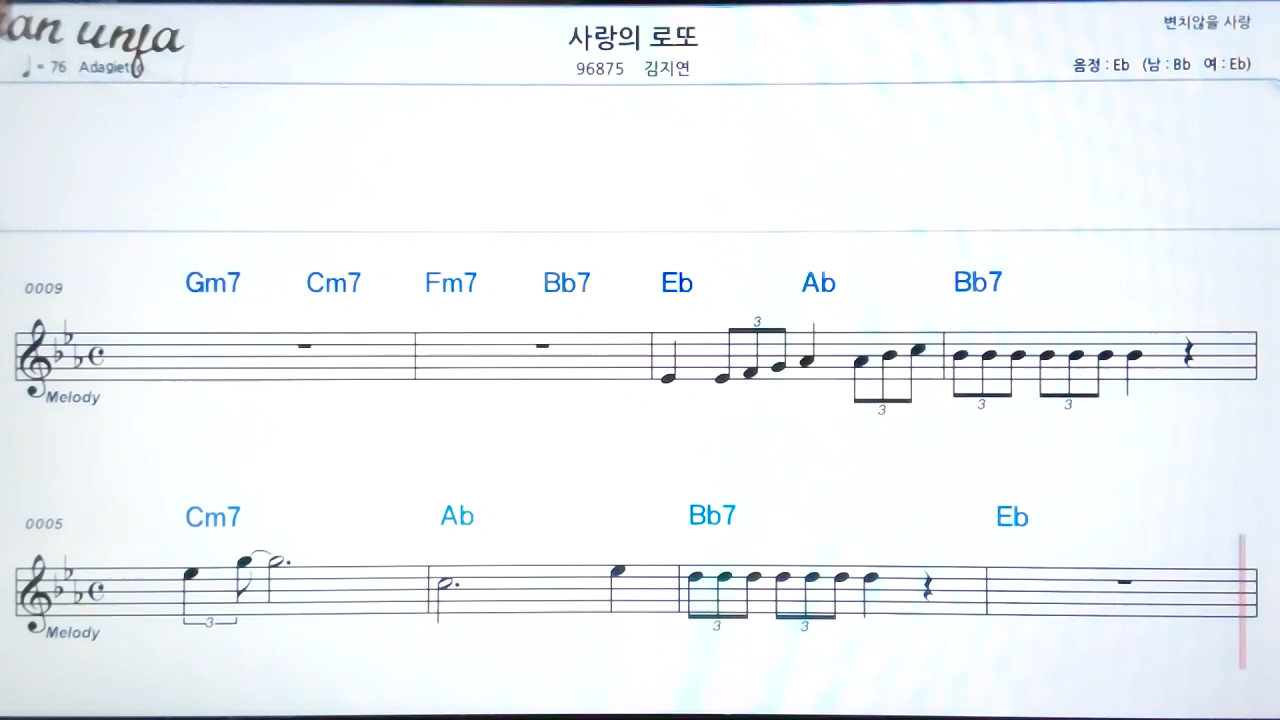 an unfa
사랑의 로또
변치않을 사랑
♩ = 76 Adagietto
96875 김지연
음정 : Eb (남 : Bb 여 : Eb)
0009 Gm7 Cm7 Fm7 Bb7 Eb Ab Bb7
3
Melody
3 3 3
0005 Cm7 Ab Bb7 Eb
3 3 3
Melody